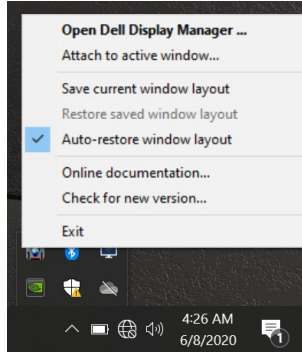 Open Dell Display Manager ...
Attach to active window...
Save current window layout
Restore saved window layout
Auto-restore window layout
Online documentation...
Check for new version...
Exit
4:26 AM
6/8/2020
1